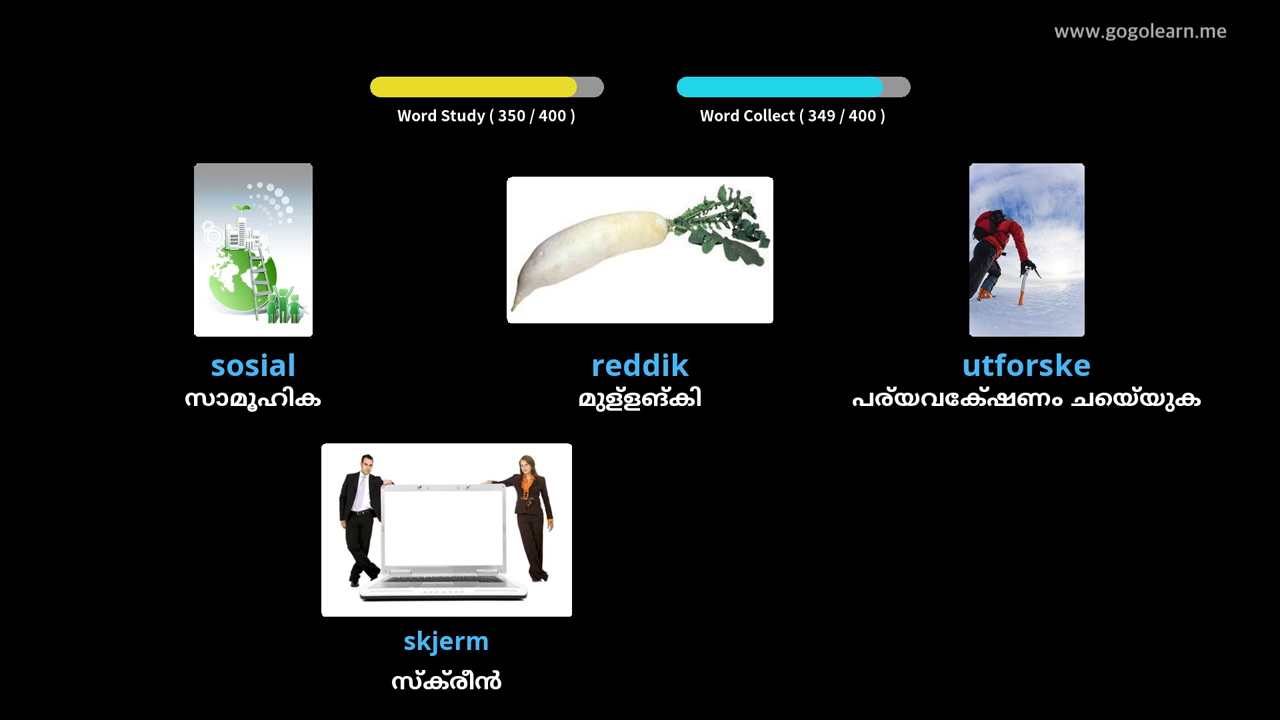 www.gogolearn.me
Word Study ( 350 / 400 )
Word Collect ( 349 / 400 )
sosial
സാമൂഹിക
reddik
മുള്ളങ്കി
utforske
പര്യവേക്ഷണം ചെയ്യുക
skjerm
സ്ക്രീൻ